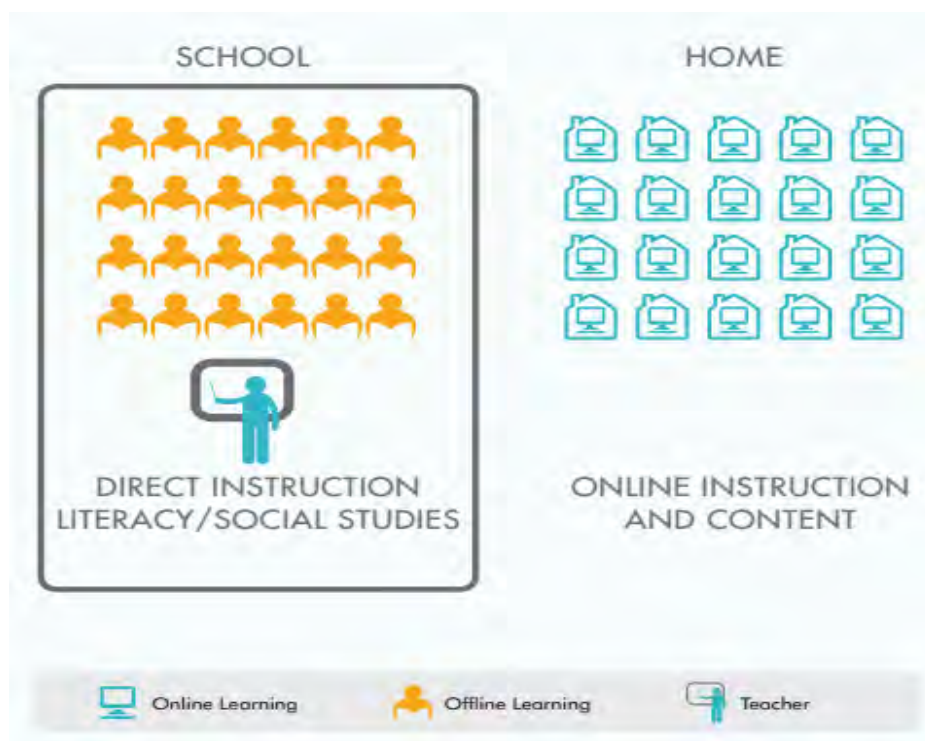 SCHOOL
HOME
DIRECT INSTRUCTION
LITERACY/SOCIAL STUDIES
ONLINE INSTRUCTION
AND CONTENT
Online Learning
Offline Learning
Teacher